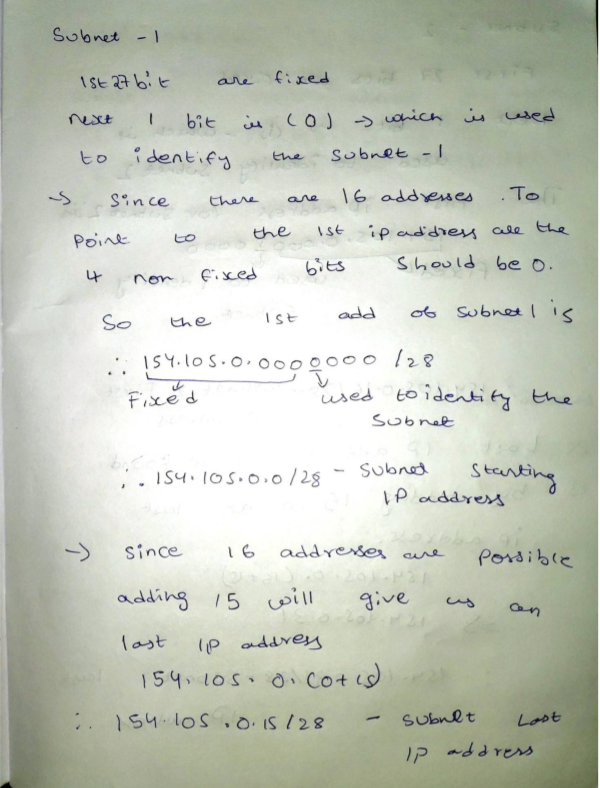 Subnet - 1
1st 27 bit are fixed
next 1 bit is (0) → which is used
to identify the subnet - 1
→ Since there are 16 addresses. To
point to the 1st ip address all the
4 non fixed bits should be 0.
So the 1st add of subnet 1 is
∴ 154.105.0.000 0000 /28
Fixed used to identify the
Subnet
∴ 154.105.0.0/28 - Subnet Starting
IP address
→ Since 16 addresses are possible
adding 15 will give us an
last IP address
154.105.0.(0+15)
∴ 154.105.0.15/28 - Subnet Last
IP address